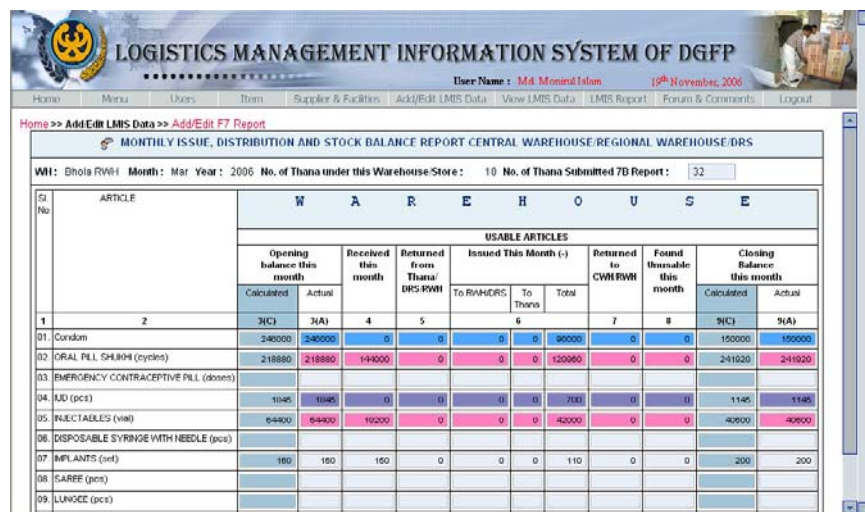 LOGISTICS MANAGEMENT INFORMATION SYSTEM OF DGFP
User Name : Md. Monirul Islam 19th November, 2006
Home Menu Users Item Supplier & Facilities Add/Edit LMIS Data View LMIS Data LMIS Report Forum & Comments Logout
Home >> Add/Edit LMIS Data >> Add/Edit F7 Report
MONTHLY ISSUE, DISTRIBUTION AND STOCK BALANCE REPORT CENTRAL WAREHOUSE/REGIONAL WAREHOUSE/DRS
WH: Bhola RWH Month: Mar Year: 2006 No. of Thana under this Warehouse/Store: 10 No. of Thana Submitted 7B Report: 32
SL No ARTICLE W A R E H O U S E
USABLE ARTICLES
Opening balance this month Received this month Returned from Thana/DRS/RWH Issued This Month (-) Returned to CWH/RWH Found Unusable this month Closing Balance this month
Calculated Actual To RWH/DRS To Thana Total Calculated Actual
1 2 3(C) 3(A) 4 5 6 7 8 9(C) 9(A)
01. Condom 246000 246000 0 0 0 0 96000 0 0 150000 150000
02. ORAL PILL SHUKHI (cycles) 218880 218880 144000 0 0 0 120960 0 0 241920 241920
03. EMERGENCY CONTRACEPTIVE PILL (doses)
04. IUD (pcs) 0 0 0 0 700 0 0 1145 1145
05. INJECTABLES (vial) 64400 64400 0 0 0 42000 0 0 40600 40600
06. DISPOSABLE SYRINGE WITH NEEDLE (pcs)
07. IMPLANTS (set) 160 160 150 0 0 0 110 0 0 200 200
08. SAREE (pcs)
09. LUNGEE (pcs)